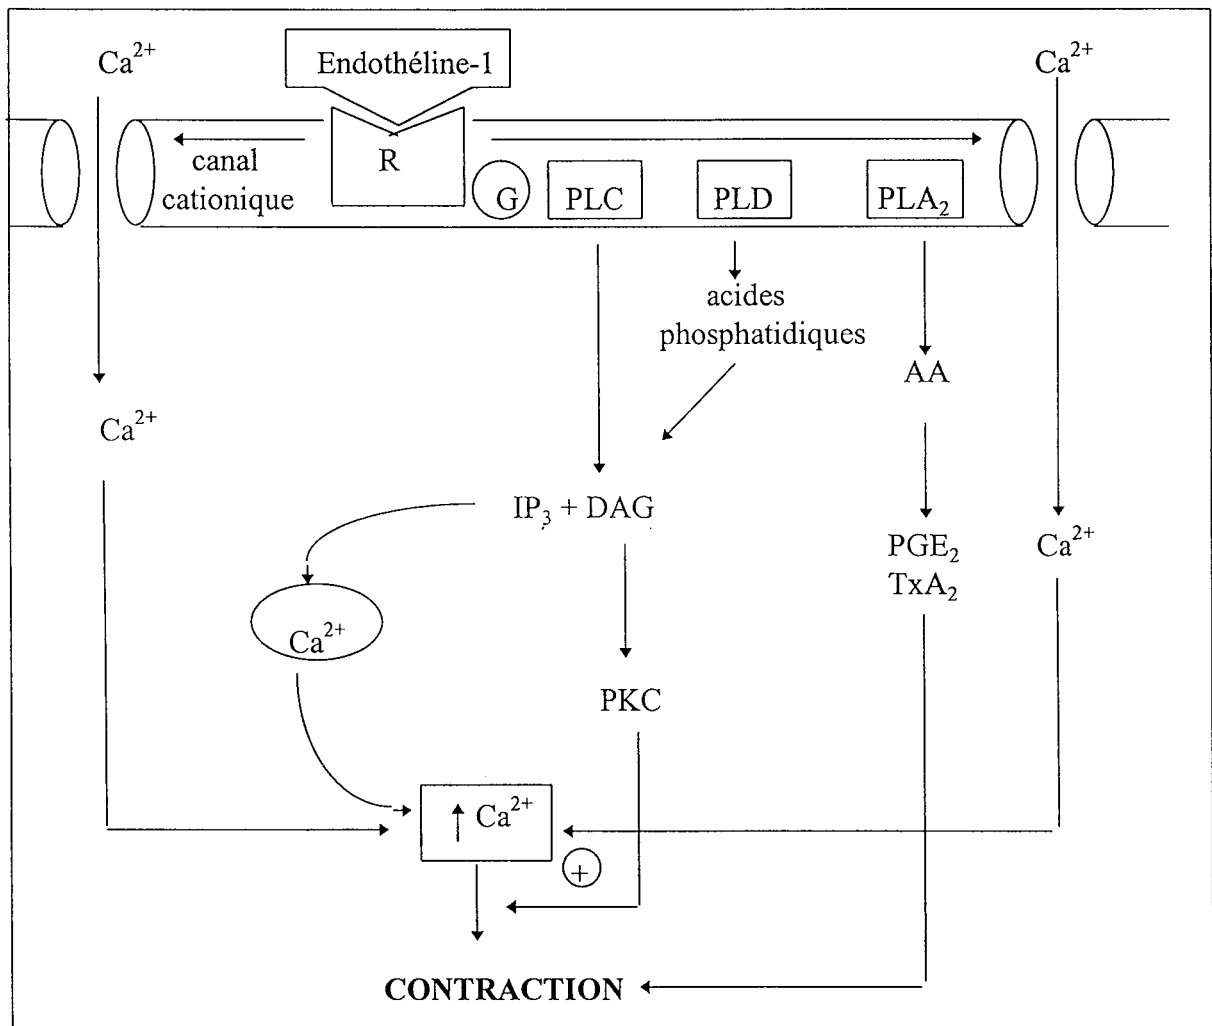 Ca²⁺
Endothéline-1
Ca²⁺
canal
cationique
R
G
PLC
PLD
PLA₂
acides
phosphatidiques
AA
Ca²⁺
IP₃ + DAG
PGE₂
TxA₂
Ca²⁺
Ca²⁺
PKC
↑ Ca²⁺
+
CONTRACTION